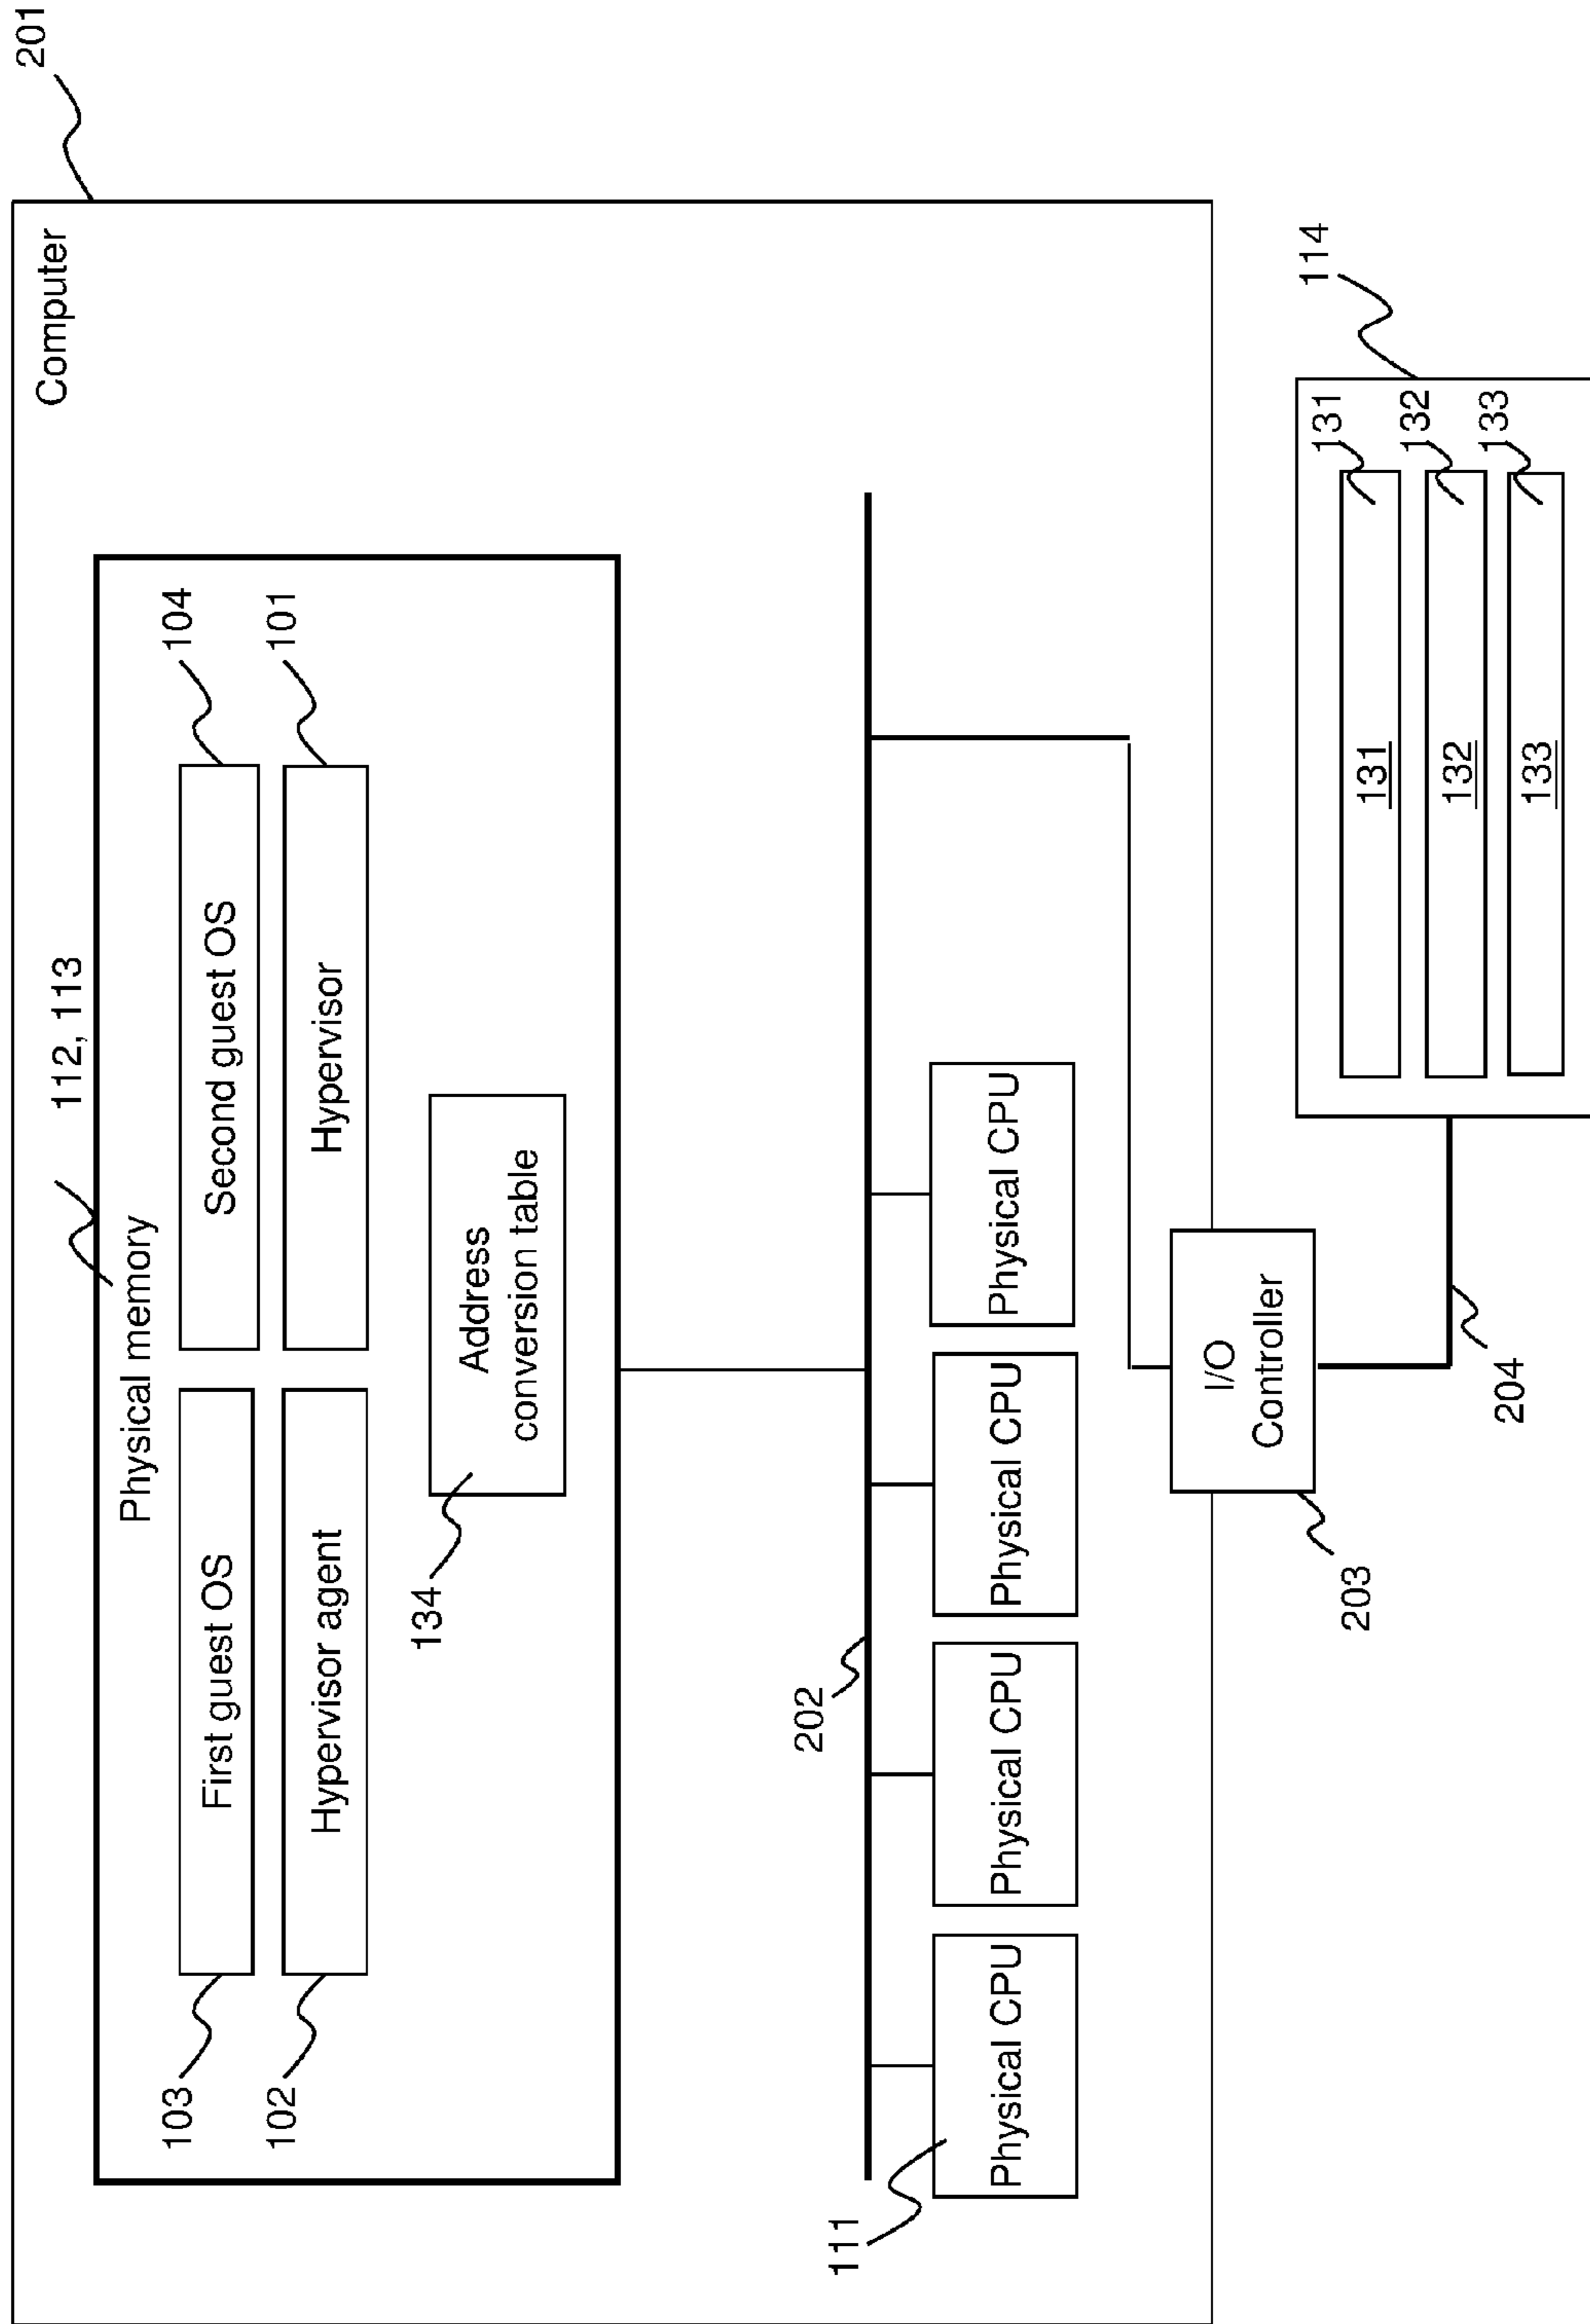 201
Computer
112, 113
Physical memory
103
First guest OS
Second guest OS
104
102
Hypervisor agent
Hypervisor
101
134
Address
conversion table
202
111
Physical CPU
Physical CPU
Physical CPU
Physical CPU
203
I/O
Controller
204
114
131
131
132
132
133
133